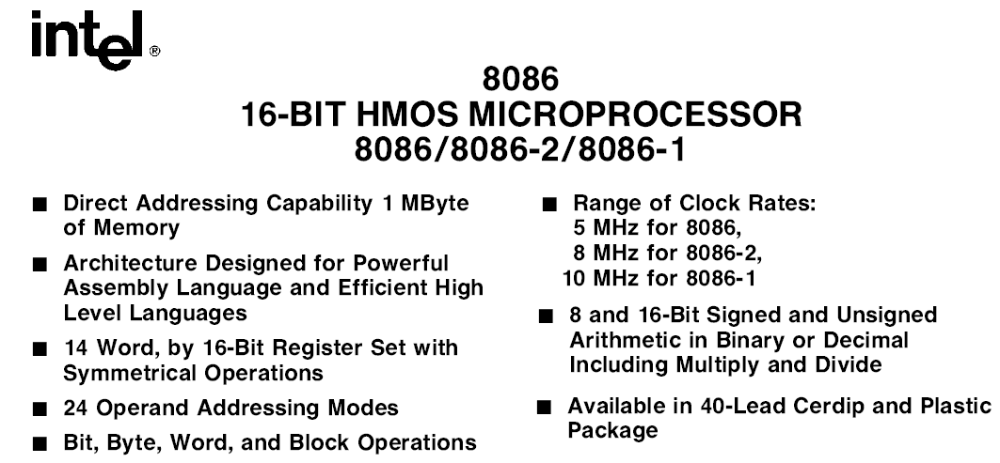 intel®
8086
16-BIT HMOS MICROPROCESSOR
8086/8086-2/8086-1
■ Direct Addressing Capability 1 MByte
of Memory
■ Architecture Designed for Powerful
Assembly Language and Efficient High
Level Languages
■ 14 Word, by 16-Bit Register Set with
Symmetrical Operations
■ 24 Operand Addressing Modes
■ Bit, Byte, Word, and Block Operations
■ Range of Clock Rates:
5 MHz for 8086,
8 MHz for 8086-2,
10 MHz for 8086-1
■ 8 and 16-Bit Signed and Unsigned
Arithmetic in Binary or Decimal
Including Multiply and Divide
■ Available in 40-Lead Cerdip and Plastic
Package